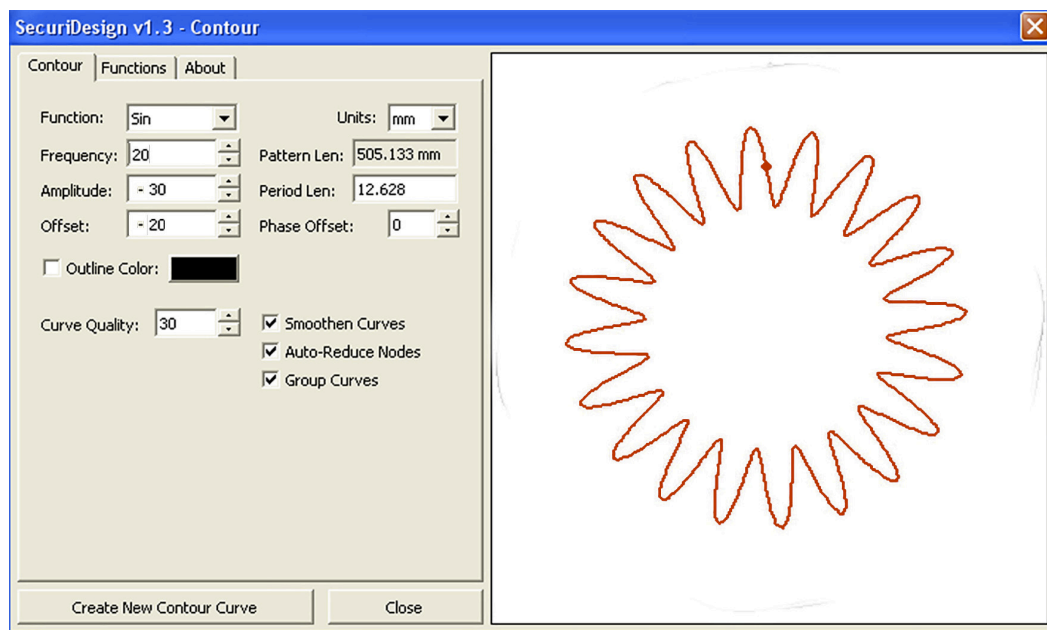 SecuriDesign v1.3 - Contour
Contour Functions About
Function: Sin Units: mm
Frequency: 20 Pattern Len: 505.133 mm
Amplitude: - 30 Period Len: 12.628
Offset: - 20 Phase Offset: 0
Outline Color:
Curve Quality: 30 Smoothen Curves
Auto-Reduce Nodes
Group Curves
Create New Contour Curve Close